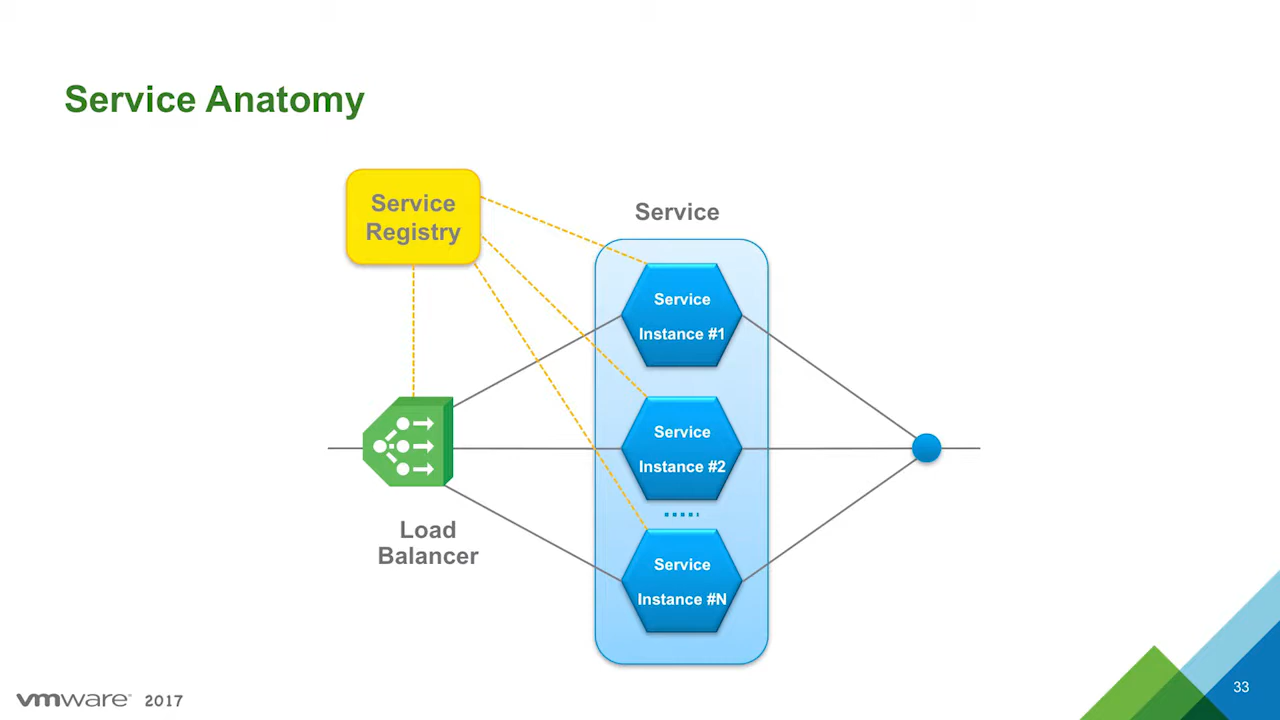 Service Anatomy
Service
Registry
Service
Service
Instance #1
Service
Instance #2
Service
Instance #N
Load
Balancer
vmware 2017
33